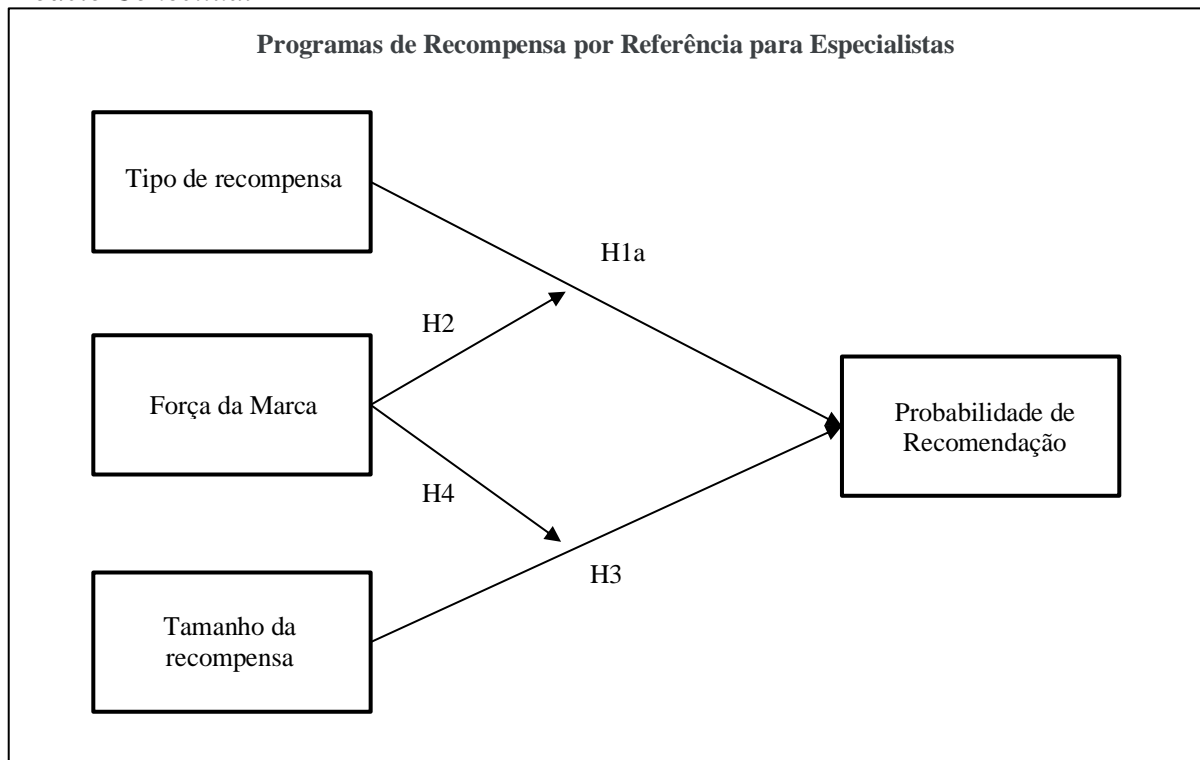 Programas de Recompensa por Referência para Especialistas
Tipo de recompensa
H1a
H2
Força da Marca
Probabilidade de
Recomendação
H4
H3
Tamanho da
recompensa